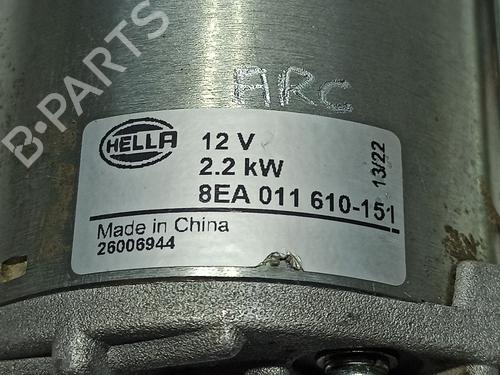 B-PARTS
ARC
HELLA
12 V
2.2 kW
8EA 011 610-151
13/22
Made in China
26006944